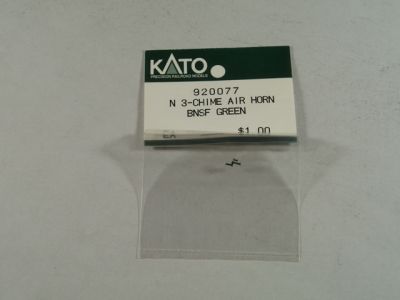 KATO
PRECISION RAILROAD MODELS
920077
N 3-CHIME AIR HORN
BNSF GREEN
$1.00